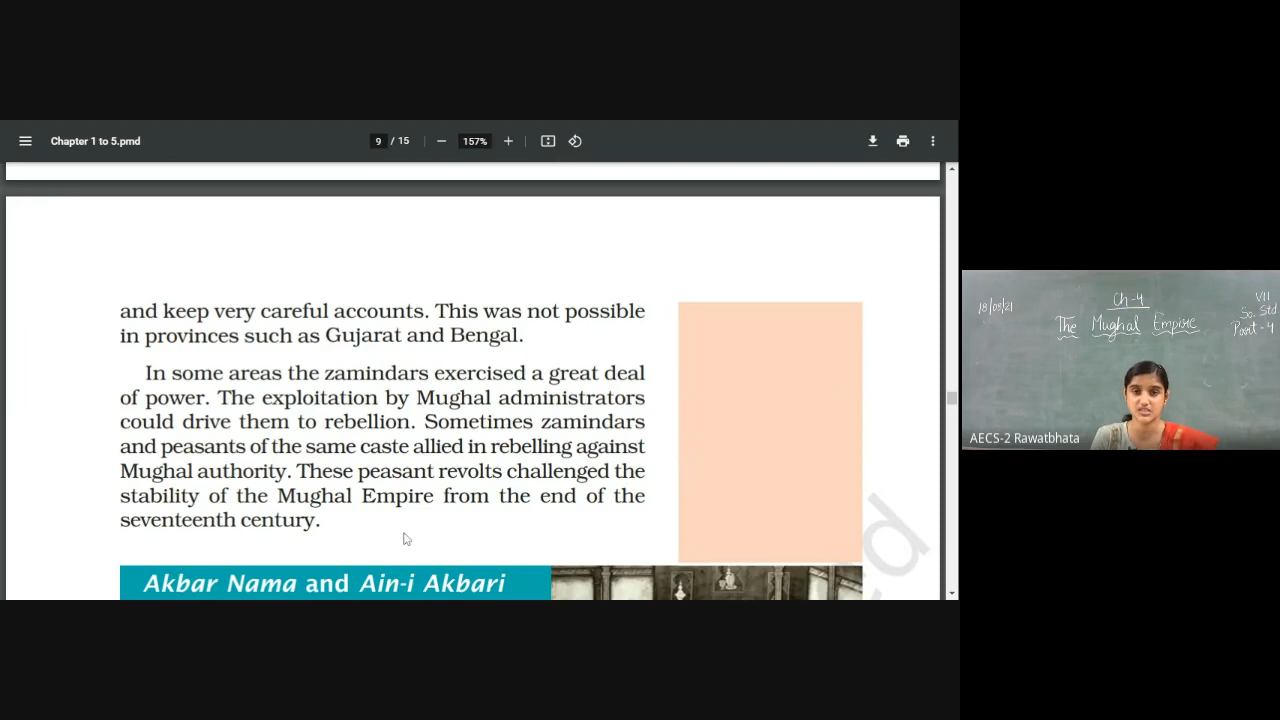 Chapter 1 to 5.pmd
9 / 15
157%
and keep very careful accounts. This was not possible
in provinces such as Gujarat and Bengal.
In some areas the zamindars exercised a great deal
of power. The exploitation by Mughal administrators
could drive them to rebellion. Sometimes zamindars
and peasants of the same caste allied in rebelling against
Mughal authority. These peasant revolts challenged the
stability of the Mughal Empire from the end of the
seventeenth century.
Akbar Nama and Ain-i Akbari
18/05/21
Ch-4
The Mughal Empire
VII
So. Std
Part-4
AECS-2 Rawatbhata